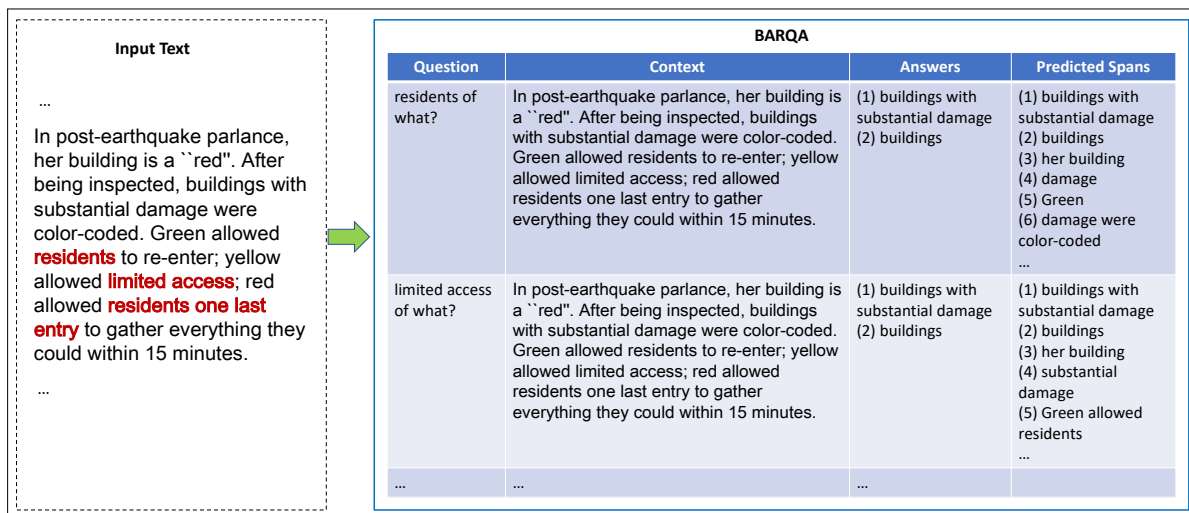 Input Text
...
In post-earthquake parlance,
her building is a ``red". After
being inspected, buildings with
substantial damage were
color-coded. Green allowed
residents to re-enter; yellow
allowed limited access; red
allowed residents one last
entry to gather everything they
could within 15 minutes.
...
BARQA
Question Context Answers Predicted Spans
residents of
what?
In post-earthquake parlance, her building is
a ``red". After being inspected, buildings
with substantial damage were color-coded.
Green allowed residents to re-enter; yellow
allowed limited access; red allowed
residents one last entry to gather
everything they could within 15 minutes.
(1) buildings with
substantial damage
(2) buildings
(1) buildings with
substantial damage
(2) buildings
(3) her building
(4) damage
(5) Green
(6) damage were
color-coded
...
limited access
of what?
In post-earthquake parlance, her building is
a ``red". After being inspected, buildings
with substantial damage were color-coded.
Green allowed residents to re-enter; yellow
allowed limited access; red allowed
residents one last entry to gather
everything they could within 15 minutes.
(1) buildings with
substantial damage
(2) buildings
(1) buildings with
substantial damage
(2) buildings
(3) her building
(4) substantial
damage
(5) Green allowed
residents
...
... ... ...